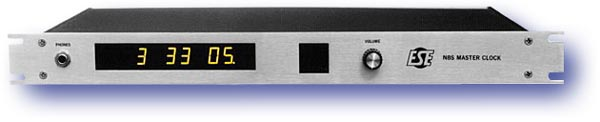 PHONES
3 33 05.
VOLUME
ESE NBS MASTER CLOCK